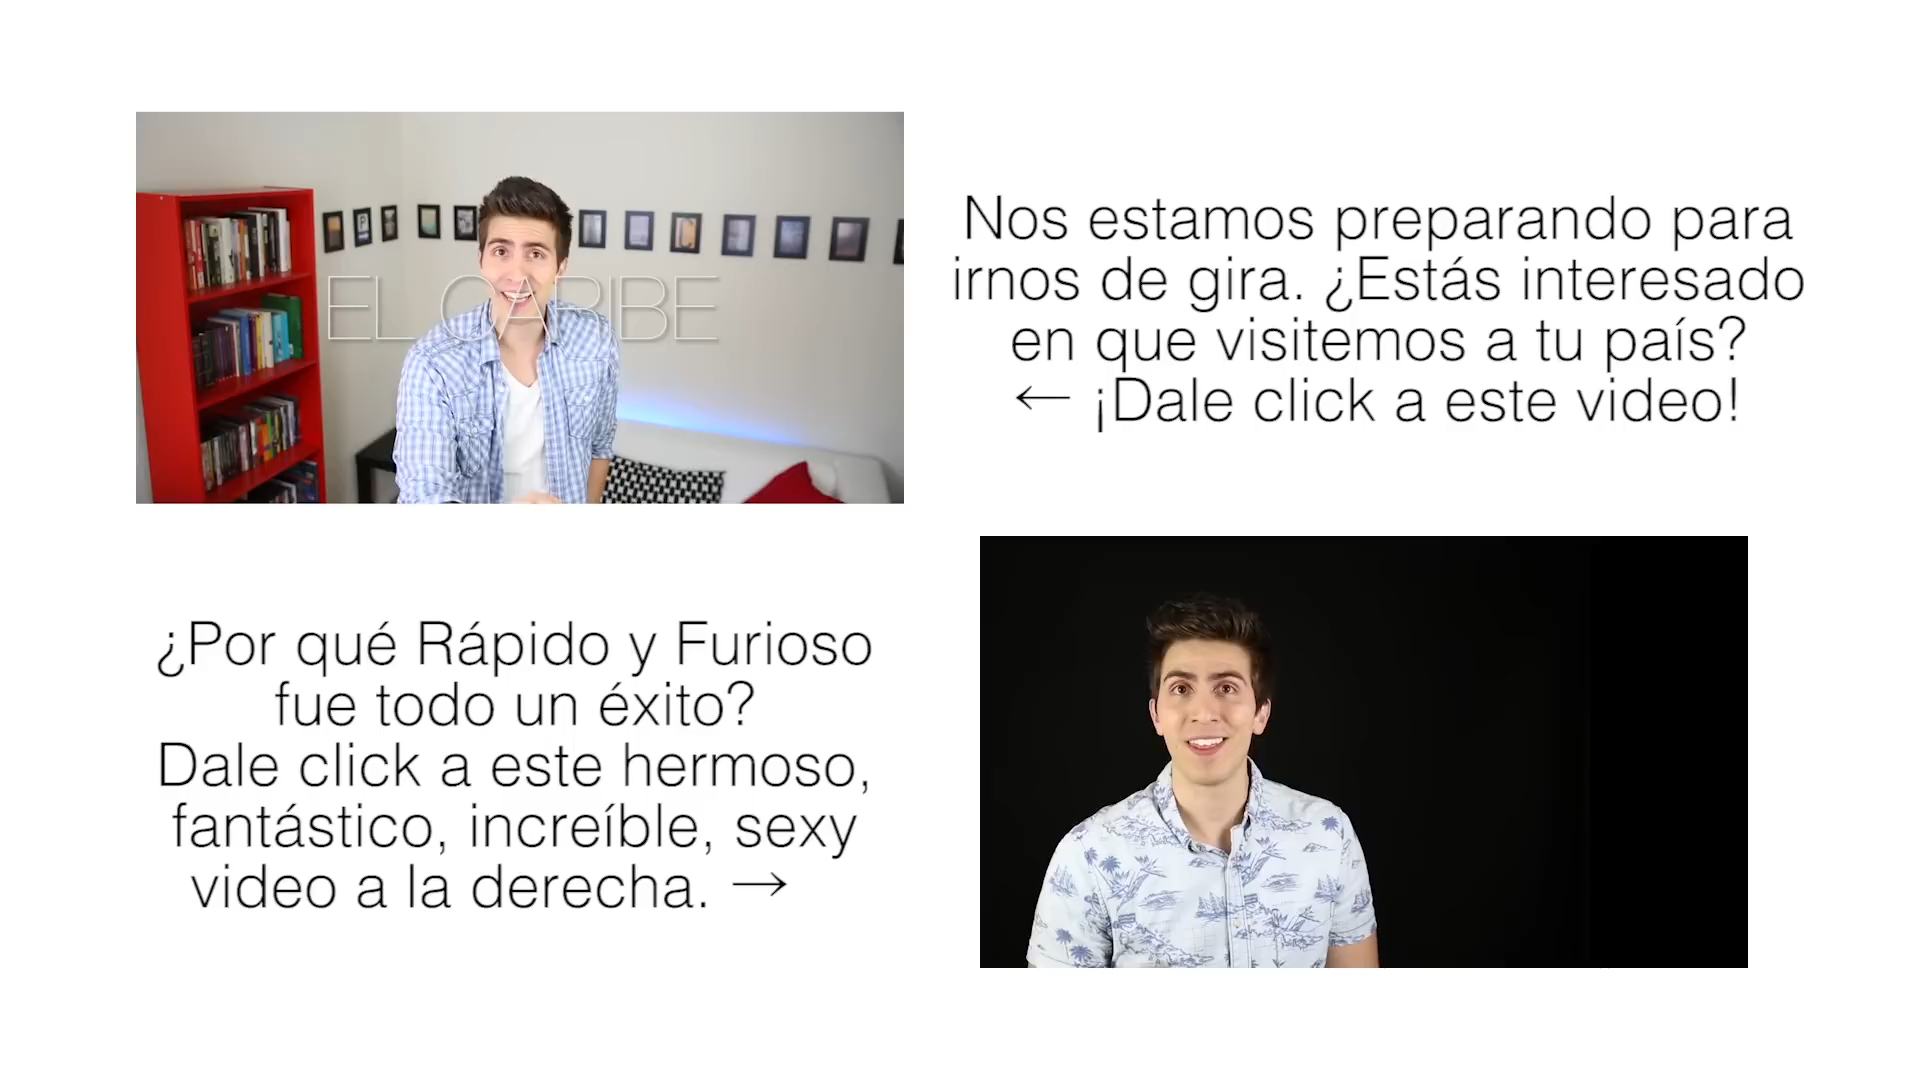 EL CARIBE
Nos estamos preparando para
irnos de gira. ¿Estás interesado
en que visitemos a tu país?
← ¡Dale click a este video!
¿Por qué Rápido y Furioso
fue todo un éxito?
Dale click a este hermoso,
fantástico, increíble, sexy
video a la derecha. →